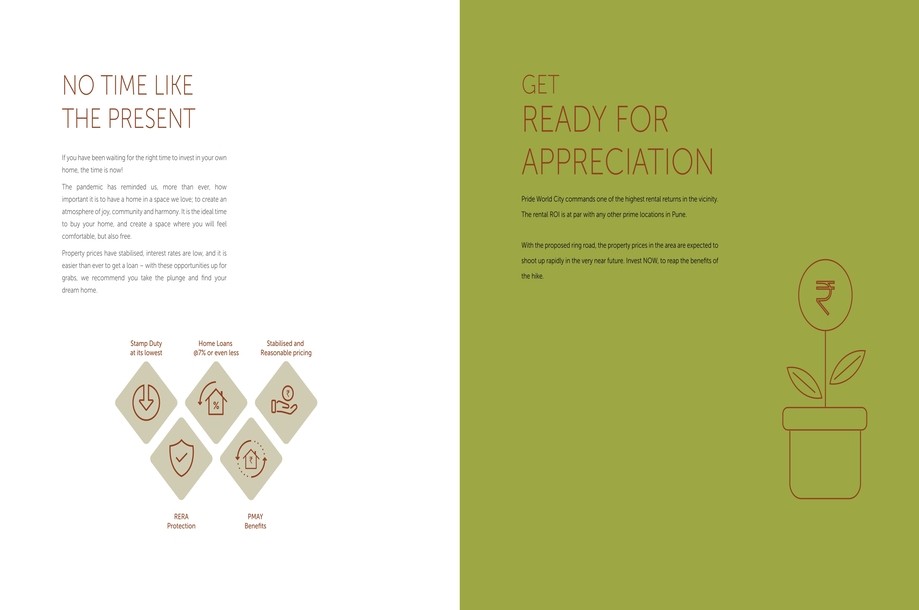 NO TIME LIKE
THE PRESENT
If you have been waiting for the right time to invest in your own
home, the time is now!
The pandemic has reminded us, more than ever, how
important it is to have a home in a space we love; to create an
atmosphere of joy, community and harmony. It is the ideal time
to buy your home, and create a space where you will feel
comfortable, but also free.
Property prices have stabilised, interest rates are low, and it is
easier than ever to get a loan – with these opportunities up for
grabs, we recommend you take the plunge and find your
dream home.
Stamp Duty
at its lowest
Home Loans
@7% or even less
Stabilised and
Reasonable pricing
%
₹
₹
RERA
Protection
PMAY
Benefits
GET
READY FOR
APPRECIATION
Pride World City commands one of the highest rental returns in the vicinity.
The rental ROI is at par with any other prime locations in Pune.
With the proposed ring road, the property prices in the area are expected to
shoot up rapidly in the very near future. Invest NOW, to reap the benefits of
the hike.
₹